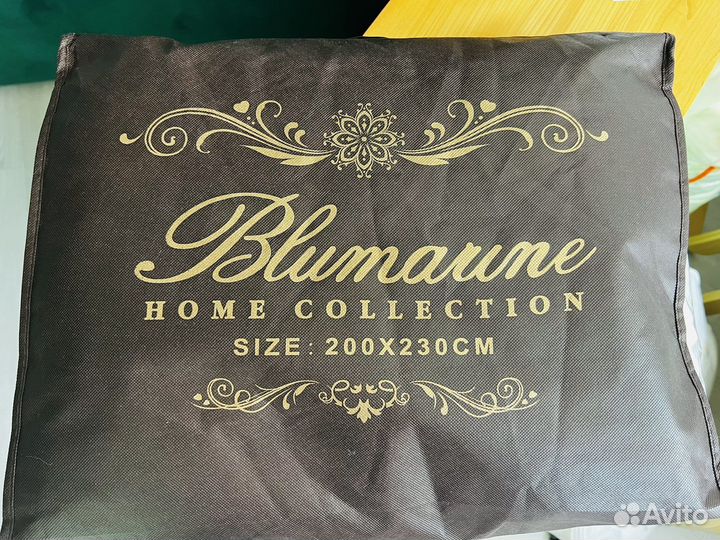 Blumarine
HOME COLLECTION
SIZE: 200X230CM
Avito